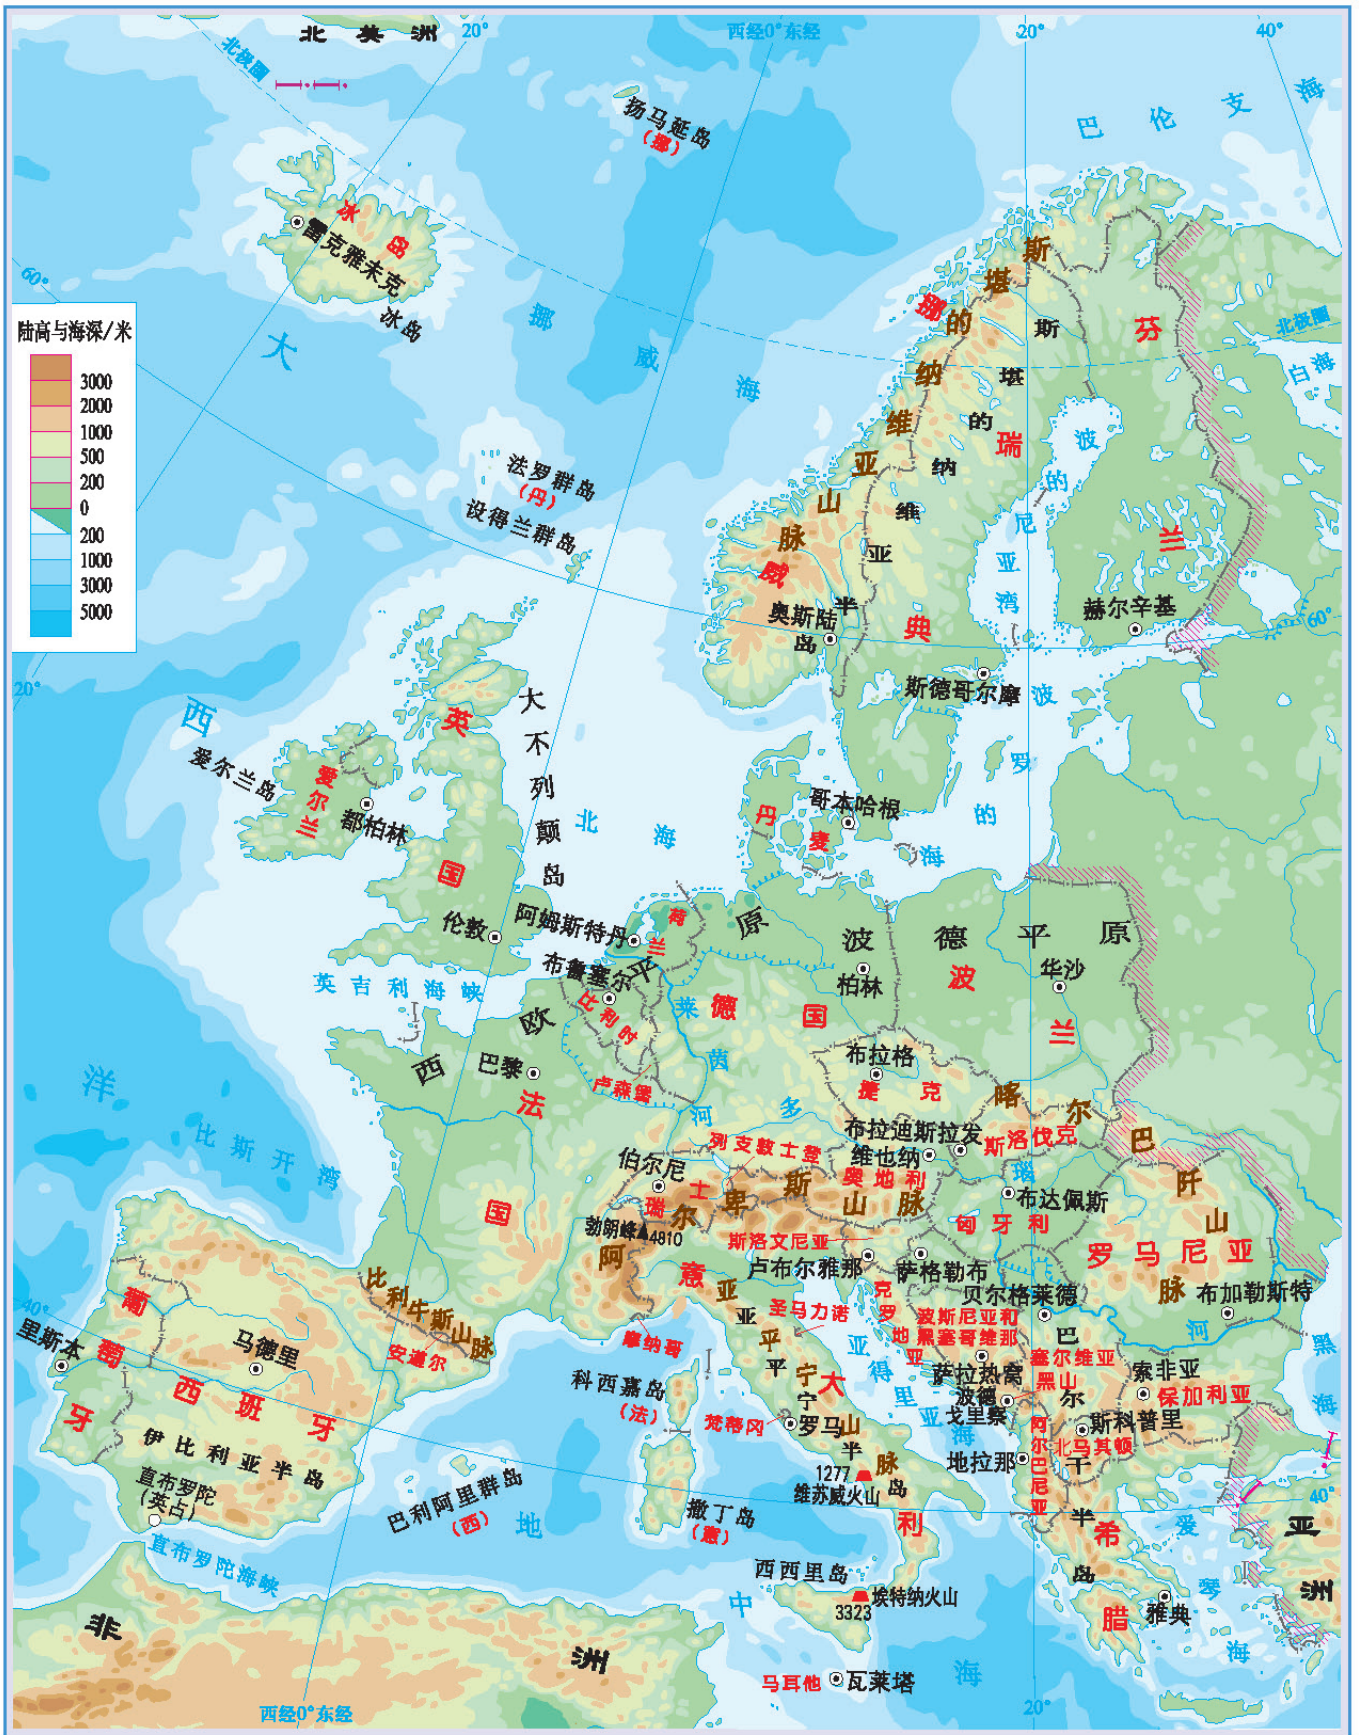 北美洲
20°
西经0°东经
20°
40°
北极圈
扬马延岛
(挪)
巴伦支海
冰岛
雷克雅未克
冰岛
60°
大西洋
挪威海
北极圈
白海
陆高与海深/米
3000
2000
1000
500
200
0
200
1000
3000
5000
斯堪的纳维亚山脉
斯堪的纳维亚半岛
挪威
瑞典
芬兰
波的尼亚湾
法罗群岛
(丹)
设得兰群岛
奥斯陆
赫尔辛基
60°
斯德哥尔摩
20°
波罗的海
英国
大不列颠岛
爱尔兰岛
爱尔兰
都柏林
北海
丹麦
哥本哈根
伦敦
阿姆斯特丹
荷兰
布鲁塞尔
比利时
英吉利海峡
西欧平原
波德平原
柏林
波兰
华沙
德国
莱茵河
卢森堡
巴黎
法国
布拉格
捷克
喀尔巴阡山脉
多瑙河
比斯开湾
布拉迪斯拉发
斯洛伐克
列支敦士登
维也纳
奥地利
伯尔尼
瑞士
阿尔卑斯山脉
勃朗峰
4810
布达佩斯
匈牙利
罗马尼亚
斯洛文尼亚
卢布尔雅那
萨格勒布
克罗地亚
贝尔格莱德
布加勒斯特
意大利
亚平宁山脉
亚平宁半岛
圣马力诺
摩纳哥
亚得里亚海
波斯尼亚和
黑塞哥维那
萨拉热窝
塞尔维亚
黑山
波德
戈里察
索非亚
保加利亚
黑海
比利牛斯山脉
安道尔
40°
葡萄牙
里斯本
马德里
西班牙
伊比利亚半岛
直布罗陀
(英占)
直布罗陀海峡
巴利阿里群岛
(西)
科西嘉岛
(法)
梵蒂冈
罗马
1277
维苏威火山
撒丁岛
(意)
西西里岛
埃特纳火山
3323
地中海
马耳他
瓦莱塔
斯科普里
北马其顿
地拉那
阿尔巴尼亚
巴尔干半岛
希腊
雅典
爱琴海
40°
亚洲
非洲
西经0°东经
20°